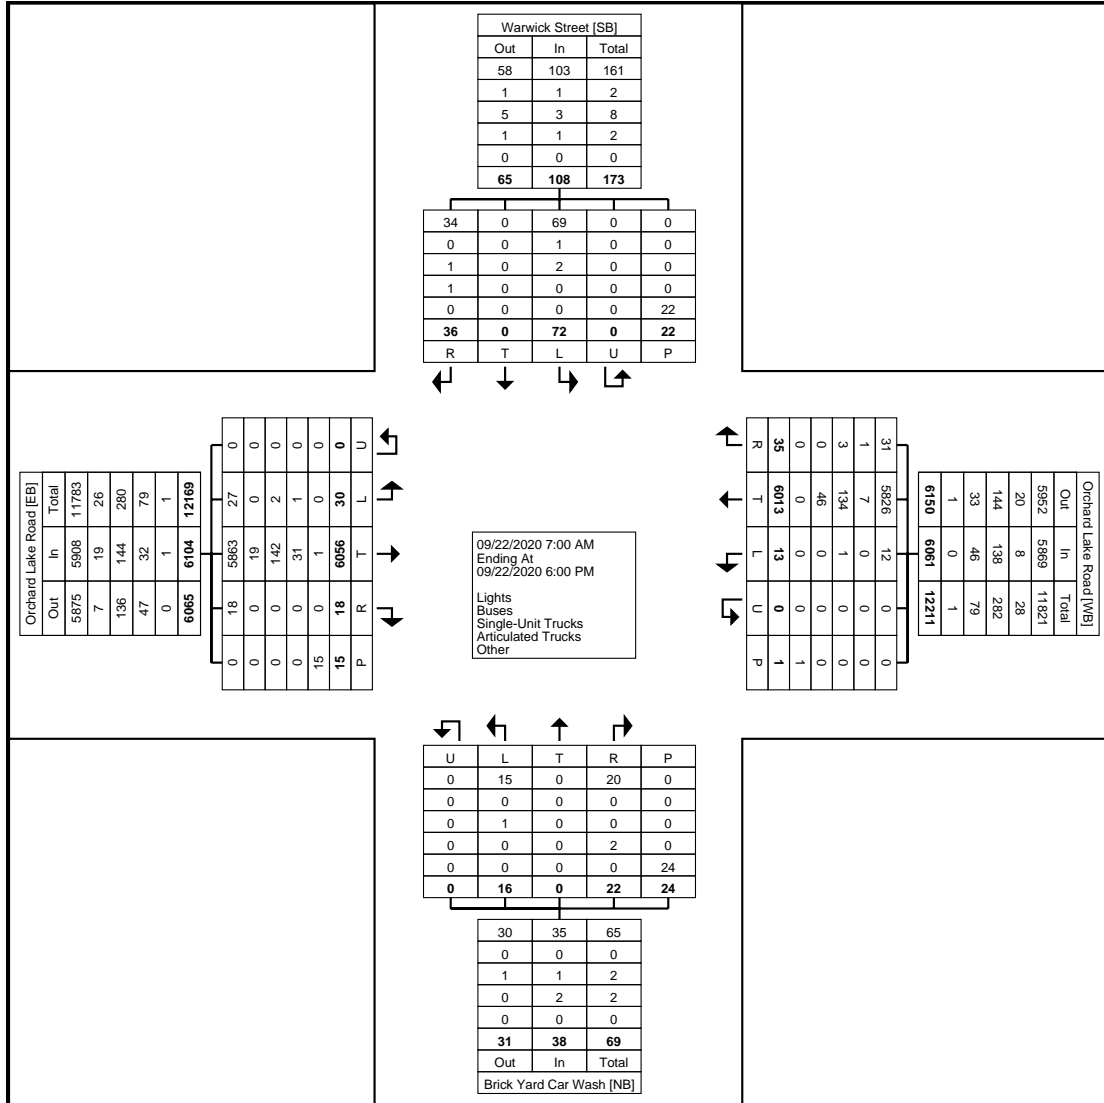 Warwick Street [SB]
Out In Total
58 103 161
1 1 2
5 3 8
1 1 2
0 0 0
65 108 173
34 0 69 0 0
0 0 1 0 0
1 0 2 0 0
1 0 0 0 0
0 0 0 0 22
36 0 72 0 22
R T L U P
Orchard Lake Road [EB]
Total In Out
11783 5908 5875
26 19 7
280 144 136
79 32 47
1 1 0
12169 6104 6065
0 27 5863 18 0
0 0 19 0 0
0 2 142 0 0
0 1 31 0 0
0 0 1 0 15
0 30 6056 18 15
U L T R P
09/22/2020 7:00 AM
Ending At
09/22/2020 6:00 PM
Lights
Buses
Single-Unit Trucks
Articulated Trucks
Other
Orchard Lake Road [WB]
Out In Total
5952 5869 11821
20 8 28
144 138 282
33 46 79
1 0 1
6150 6061 12211
31 5826 12 0 0
1 7 0 0 0
3 134 1 0 0
0 46 0 0 0
0 0 0 0 1
35 6013 13 0 1
R T L U P
U L T R P
0 15 0 20 0
0 0 0 0 0
0 1 0 0 0
0 0 0 2 0
0 0 0 0 24
0 16 0 22 24
30 35 65
0 0 0
1 1 2
0 2 2
0 0 0
31 38 69
Out In Total
Brick Yard Car Wash [NB]